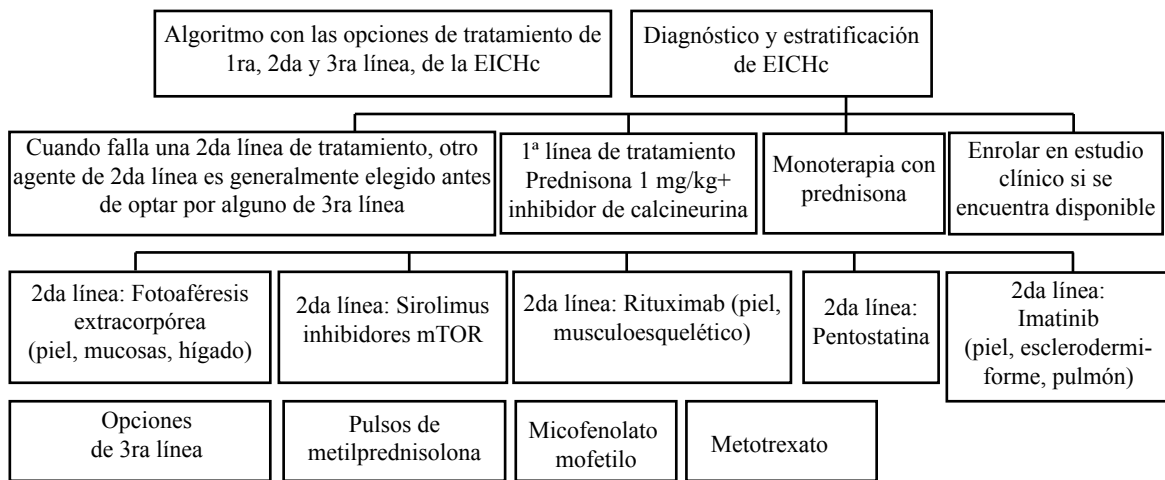 Algoritmo con las opciones de tratamiento de
1ra, 2da y 3ra línea, de la EICHc
Diagnóstico y estratificación
de EICHc
Cuando falla una 2da línea de tratamiento, otro
agente de 2da línea es generalmente elegido antes
de optar por alguno de 3ra línea
1ª línea de tratamiento
Prednisona 1 mg/kg+
inhibidor de calcineurina
Monoterapia con
prednisona
Enrolar en estudio
clínico si se
encuentra disponible
2da línea: Fotoaféresis
extracorpórea
(piel, mucosas, hígado)
2da línea: Sirolimus
inhibidores mTOR
2da línea: Rituximab (piel,
musculoesquelético)
2da línea:
Pentostatina
2da línea:
Imatinib
(piel, esclerodermi-
forme, pulmón)
Opciones
de 3ra línea
Pulsos de
metilprednisolona
Micofenolato
mofetilo
Metotrexato